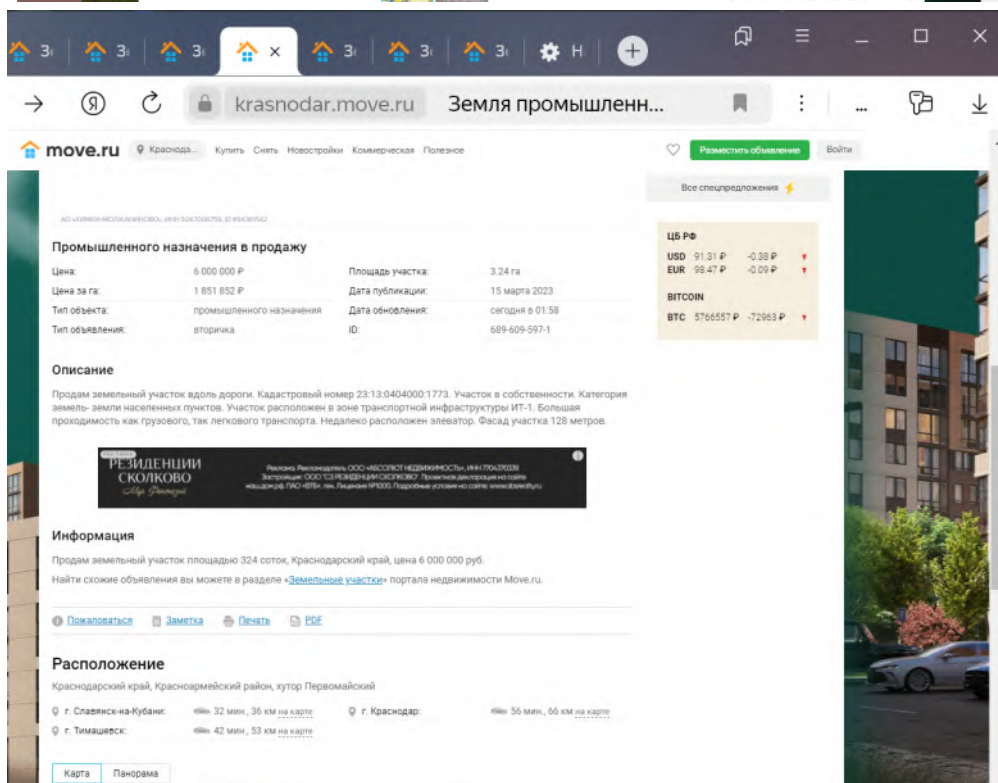 Зе Зе Зе × Зе Зе Зе Н +
krasnodar.move.ru Земля промышленн...
move.ru Краснода... Купить Снять Новостройки Коммерческая Полезное Разместить объявление Войти
Все спецпредложения
Промышленного назначения в продажу
Цена: 6 000 000 ₽ Площадь участка: 3.24 га
Цена за га: 1 851 852 ₽ Дата публикации: 15 марта 2023
Тип объекта: промышленного назначения Дата обновления: сегодня в 01:58
Тип объявления: вторичка ID: 689-609-597-1
ЦБ РФ
USD 91.31 ₽ -0.38 ₽
EUR 98.47 ₽ -0.09 ₽
BITCOIN
BTC 5766557 ₽ -72963 ₽
Описание
Продам земельный участок вдоль дороги. Кадастровый номер 23:13:0404000:1773. Участок в собственности. Категория
земель- земли населенных пунктов. Участок расположен в зоне транспортной инфраструктуры ИТ-1. Большая
проходимость как грузового, так легкового транспорта. Недалеко расположен элеватор. Фасад участка 128 метров.
РЕЗИДЕНЦИИ
СКОЛКОВО
Информация
Продам земельный участок площадью 324 соток, Краснодарский край, цена 6 000 000 руб.
Найти схожие объявления вы можете в разделе «Земельные участки» портала недвижимости Move.ru.
Пожаловаться Заметка Печать PDF
Расположение
Краснодарский край, Красноармейский район, хутор Первомайский
г. Славянск-на-Кубани: 32 мин., 36 км на карте г. Краснодар: 56 мин., 66 км на карте
г. Тимашевск: 42 мин., 53 км на карте
Карта Панорама